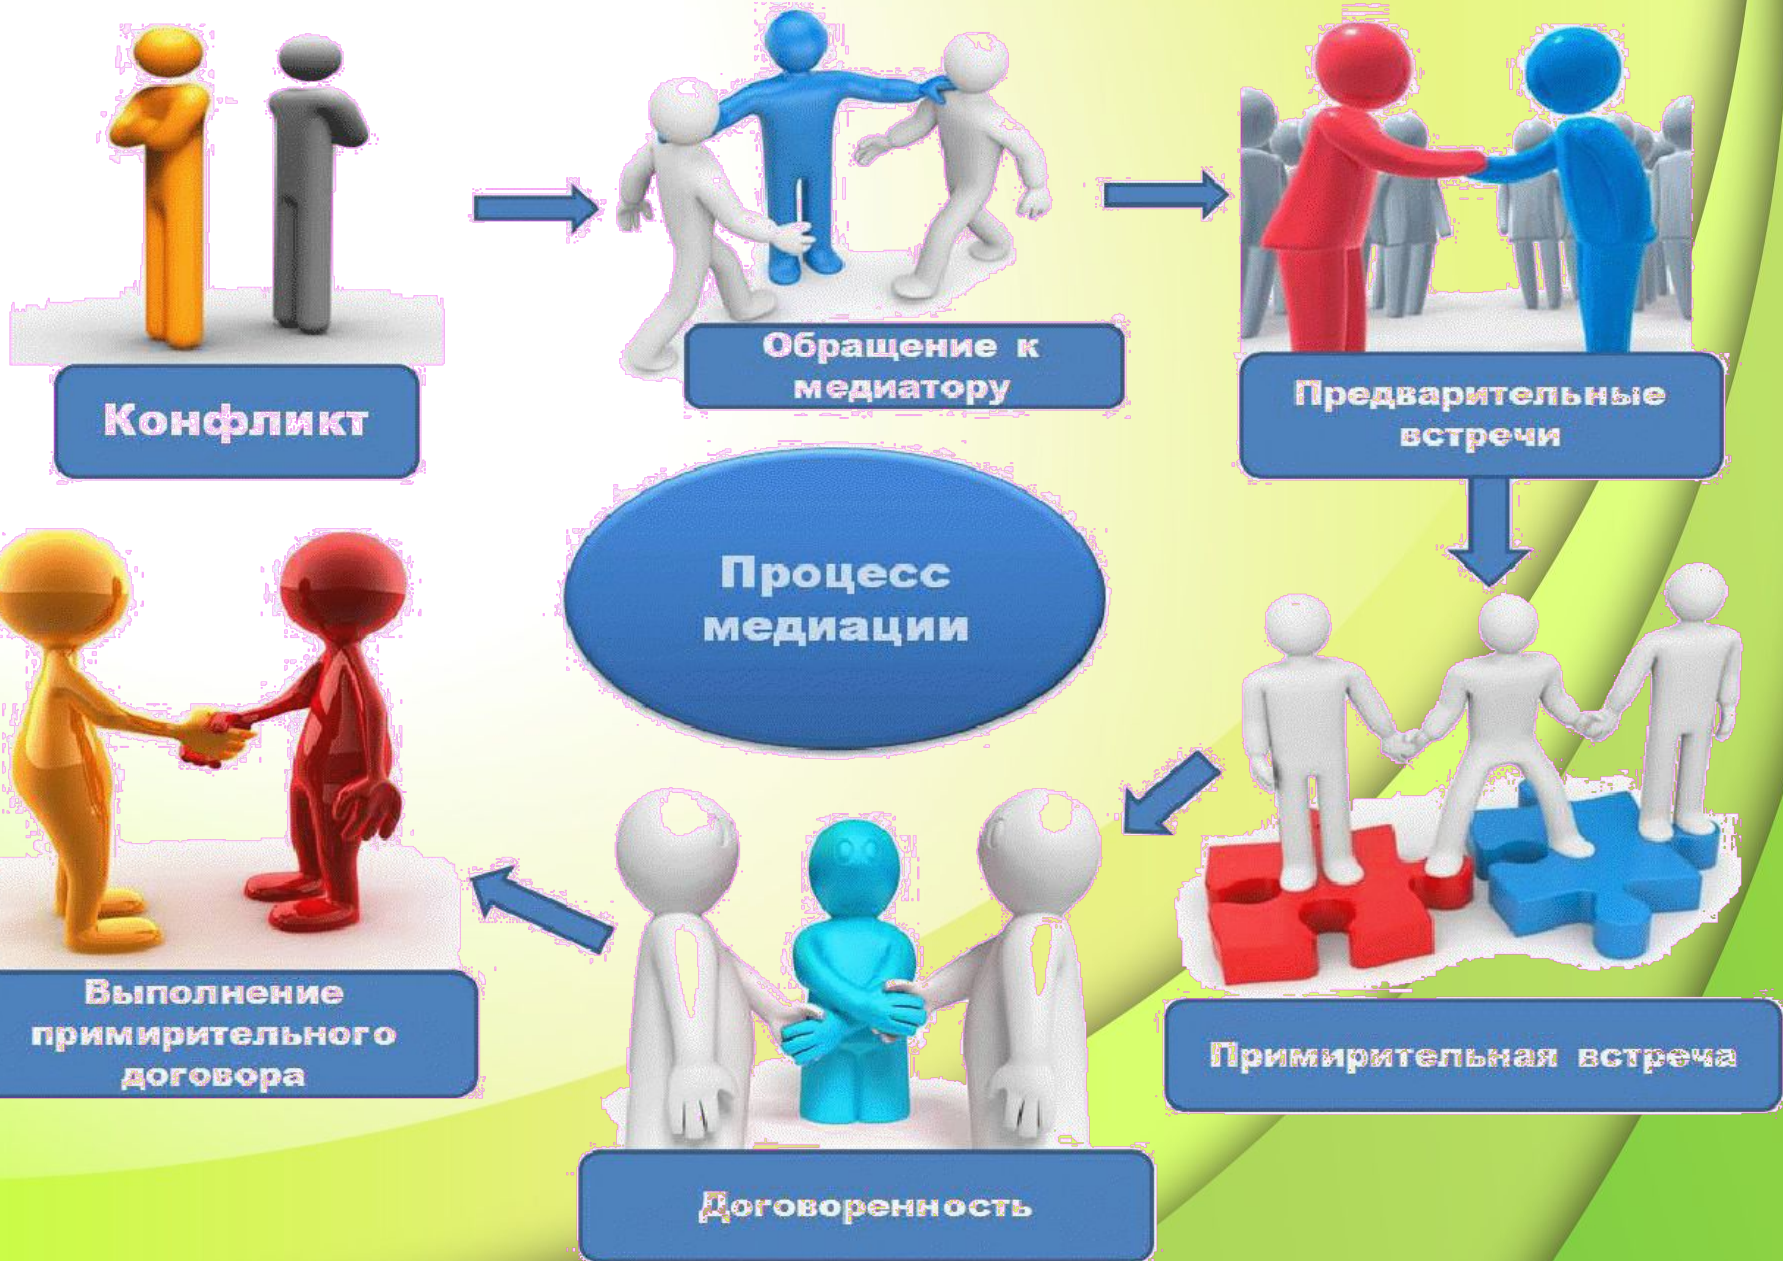 Конфликт
Обращение к
медиатору
Предварительные
встречи
Процесс
медиации
Примирительная встреча
Договоренность
Выполнение
примирительного
договора